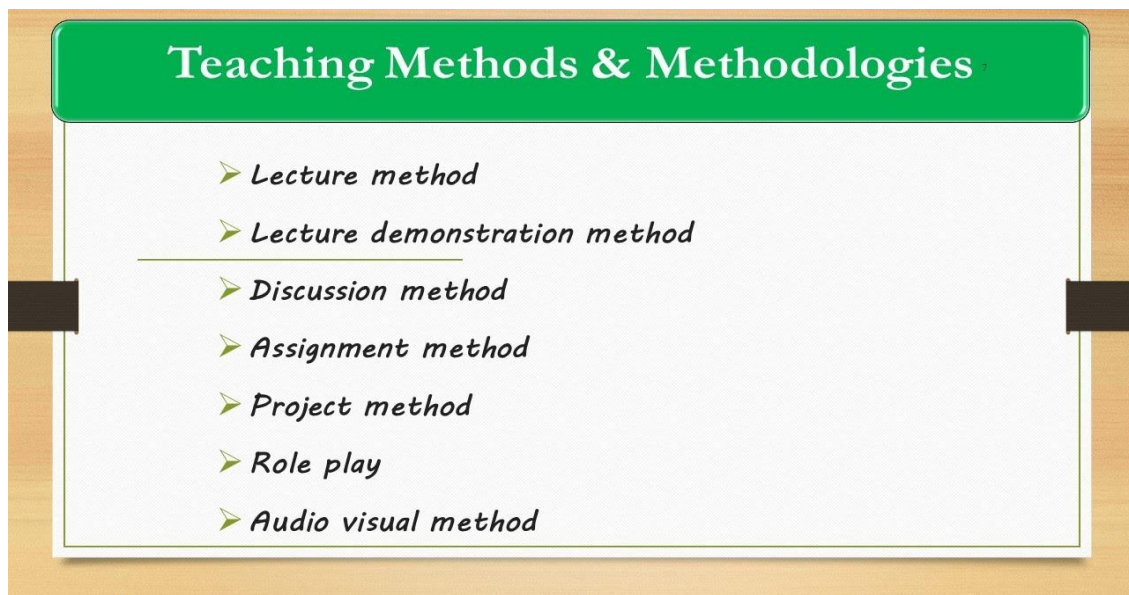 Teaching Methods & Methodologies 7
Lecture method
Lecture demonstration method
Discussion method
Assignment method
Project method
Role play
Audio visual method